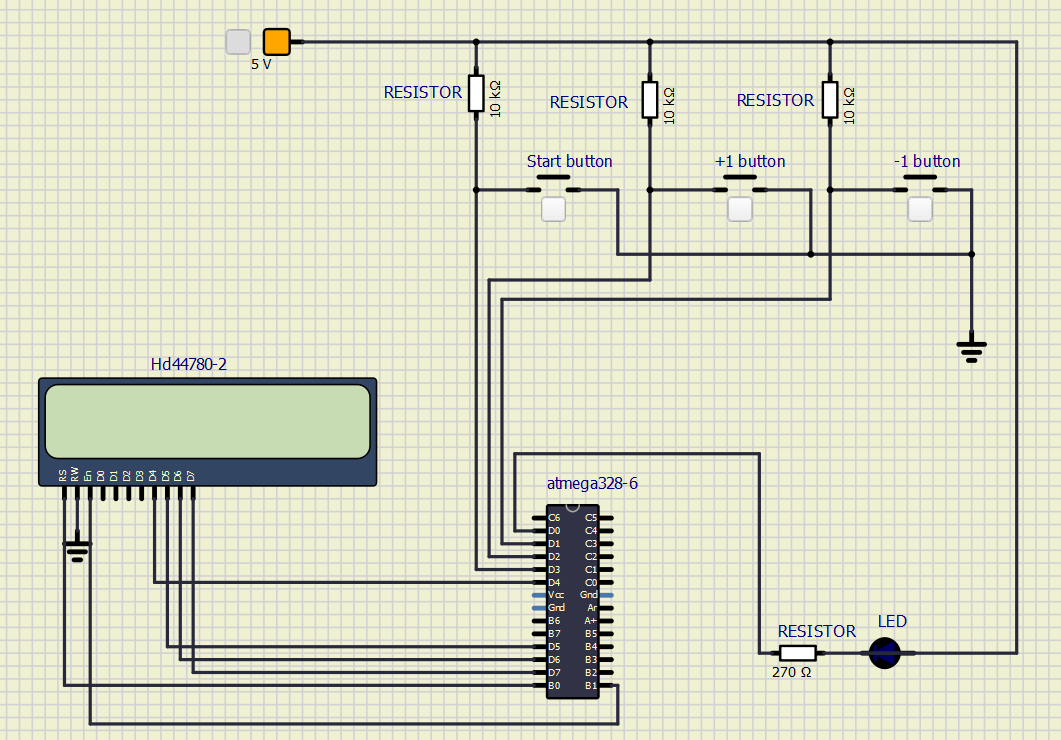 5 V
RESISTOR
10 kΩ
RESISTOR
10 kΩ
RESISTOR
10 kΩ
Start button
+1 button
-1 button
Hd44780-2
RS RW En D0 D1 D2 D3 D4 D5 D6 D7
atmega328-6
C6 C5
D0 C4
D1 C3
D2 C2
D3 C1
D4 C0
Vcc Gnd
Gnd Ar
B6 A+
B7 B5
D5 B4
D6 B3
D7 B2
B0 B1
LED
RESISTOR
270 Ω